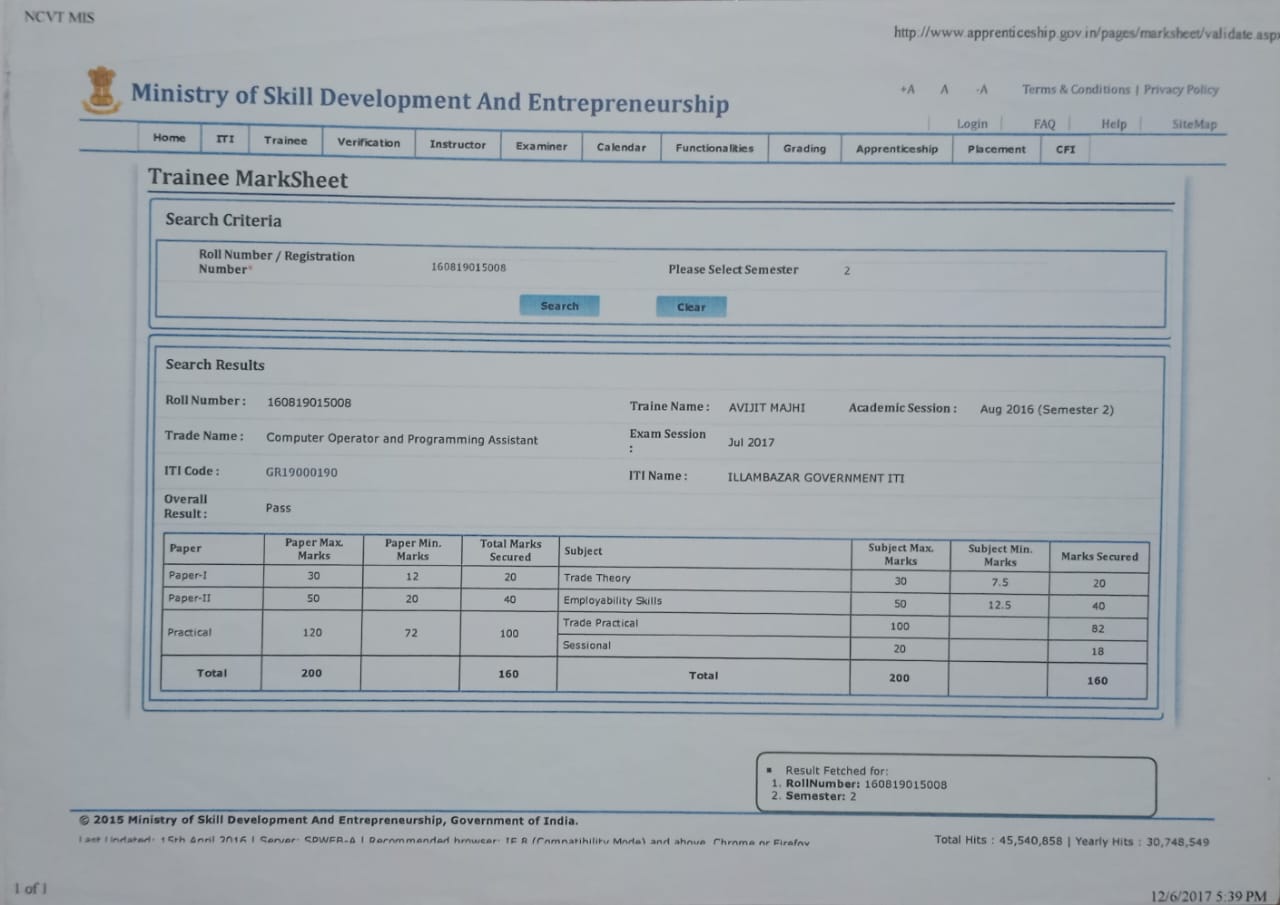 NCVT MIS
http://www.apprenticeship.gov.in/pages/marksheet/validate.aspx
Ministry of Skill Development And Entrepreneurship
+A A -A Terms & Conditions | Privacy Policy
Login | FAQ | Help | SiteMap
Home ITI Trainee Verification Instructor Examiner Calendar Functionalities Grading Apprenticeship Placement CFI
Trainee MarkSheet
Search Criteria
Roll Number / Registration Number* 160819015008 Please Select Semester 2
Search Clear
Search Results
Roll Number : 160819015008 Traine Name : AVIJIT MAJHI Academic Session : Aug 2016 (Semester 2)
Trade Name : Computer Operator and Programming Assistant Exam Session : Jul 2017
ITI Code : GR19000190 ITI Name : ILLAMBAZAR GOVERNMENT ITI
Overall Result : Pass
Paper Paper Max. Marks Paper Min. Marks Total Marks Secured Subject Subject Max. Marks Subject Min. Marks Marks Secured
Paper-I 30 12 20 Trade Theory 30 7.5 20
Paper-II 50 20 40 Employability Skills 50 12.5 40
Practical 120 72 100 Trade Practical 100 82
Sessional 20 18
Total 200 160 Total 200 160
▪ Result Fetched for:
1. RollNumber: 160819015008
2. Semester: 2
© 2015 Ministry of Skill Development And Entrepreneurship, Government of India.
Last Updated: 15th April 2016 | Server: SPWEB-A | Recommended browser: IE 8 (Compatibility Mode) and above, Chrome or Firefox
Total Hits : 45,540,858 | Yearly Hits : 30,748,549
1 of 1
12/6/2017 5:39 PM